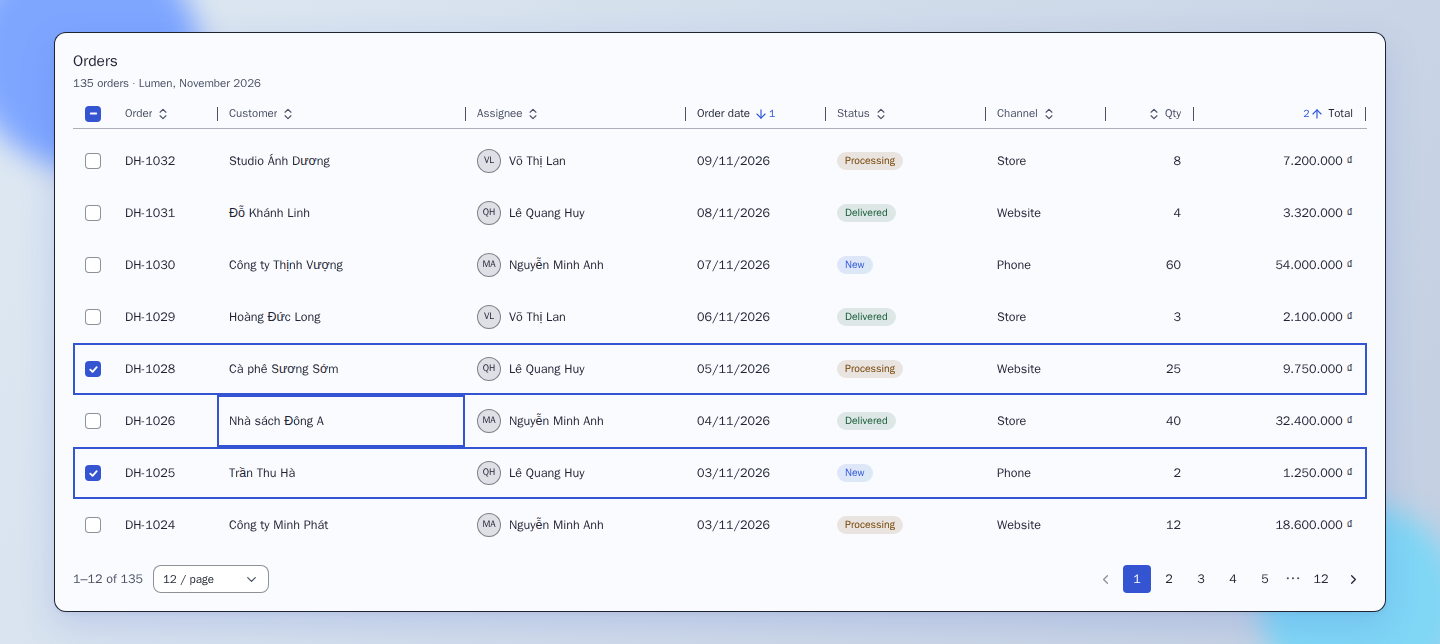 Orders
135 orders · Lumen, November 2026
Order Customer Assignee Order date 1 Status Channel Qty 2 Total
DH-1032 Studio Ánh Dương VL Võ Thị Lan 09/11/2026 Processing Store 8 7.200.000 ₫
DH-1031 Đỗ Khánh Linh QH Lê Quang Huy 08/11/2026 Delivered Website 4 3.320.000 ₫
DH-1030 Công ty Thịnh Vượng MA Nguyễn Minh Anh 07/11/2026 New Phone 60 54.000.000 ₫
DH-1029 Hoàng Đức Long VL Võ Thị Lan 06/11/2026 Delivered Store 3 2.100.000 ₫
DH-1028 Cà phê Sương Sớm QH Lê Quang Huy 05/11/2026 Processing Website 25 9.750.000 ₫
DH-1026 Nhà sách Đông A MA Nguyễn Minh Anh 04/11/2026 Delivered Store 40 32.400.000 ₫
DH-1025 Trần Thu Hà QH Lê Quang Huy 03/11/2026 New Phone 2 1.250.000 ₫
DH-1024 Công ty Minh Phát MA Nguyễn Minh Anh 03/11/2026 Processing Website 12 18.600.000 ₫
1–12 of 135 12 / page 1 2 3 4 5 ··· 12